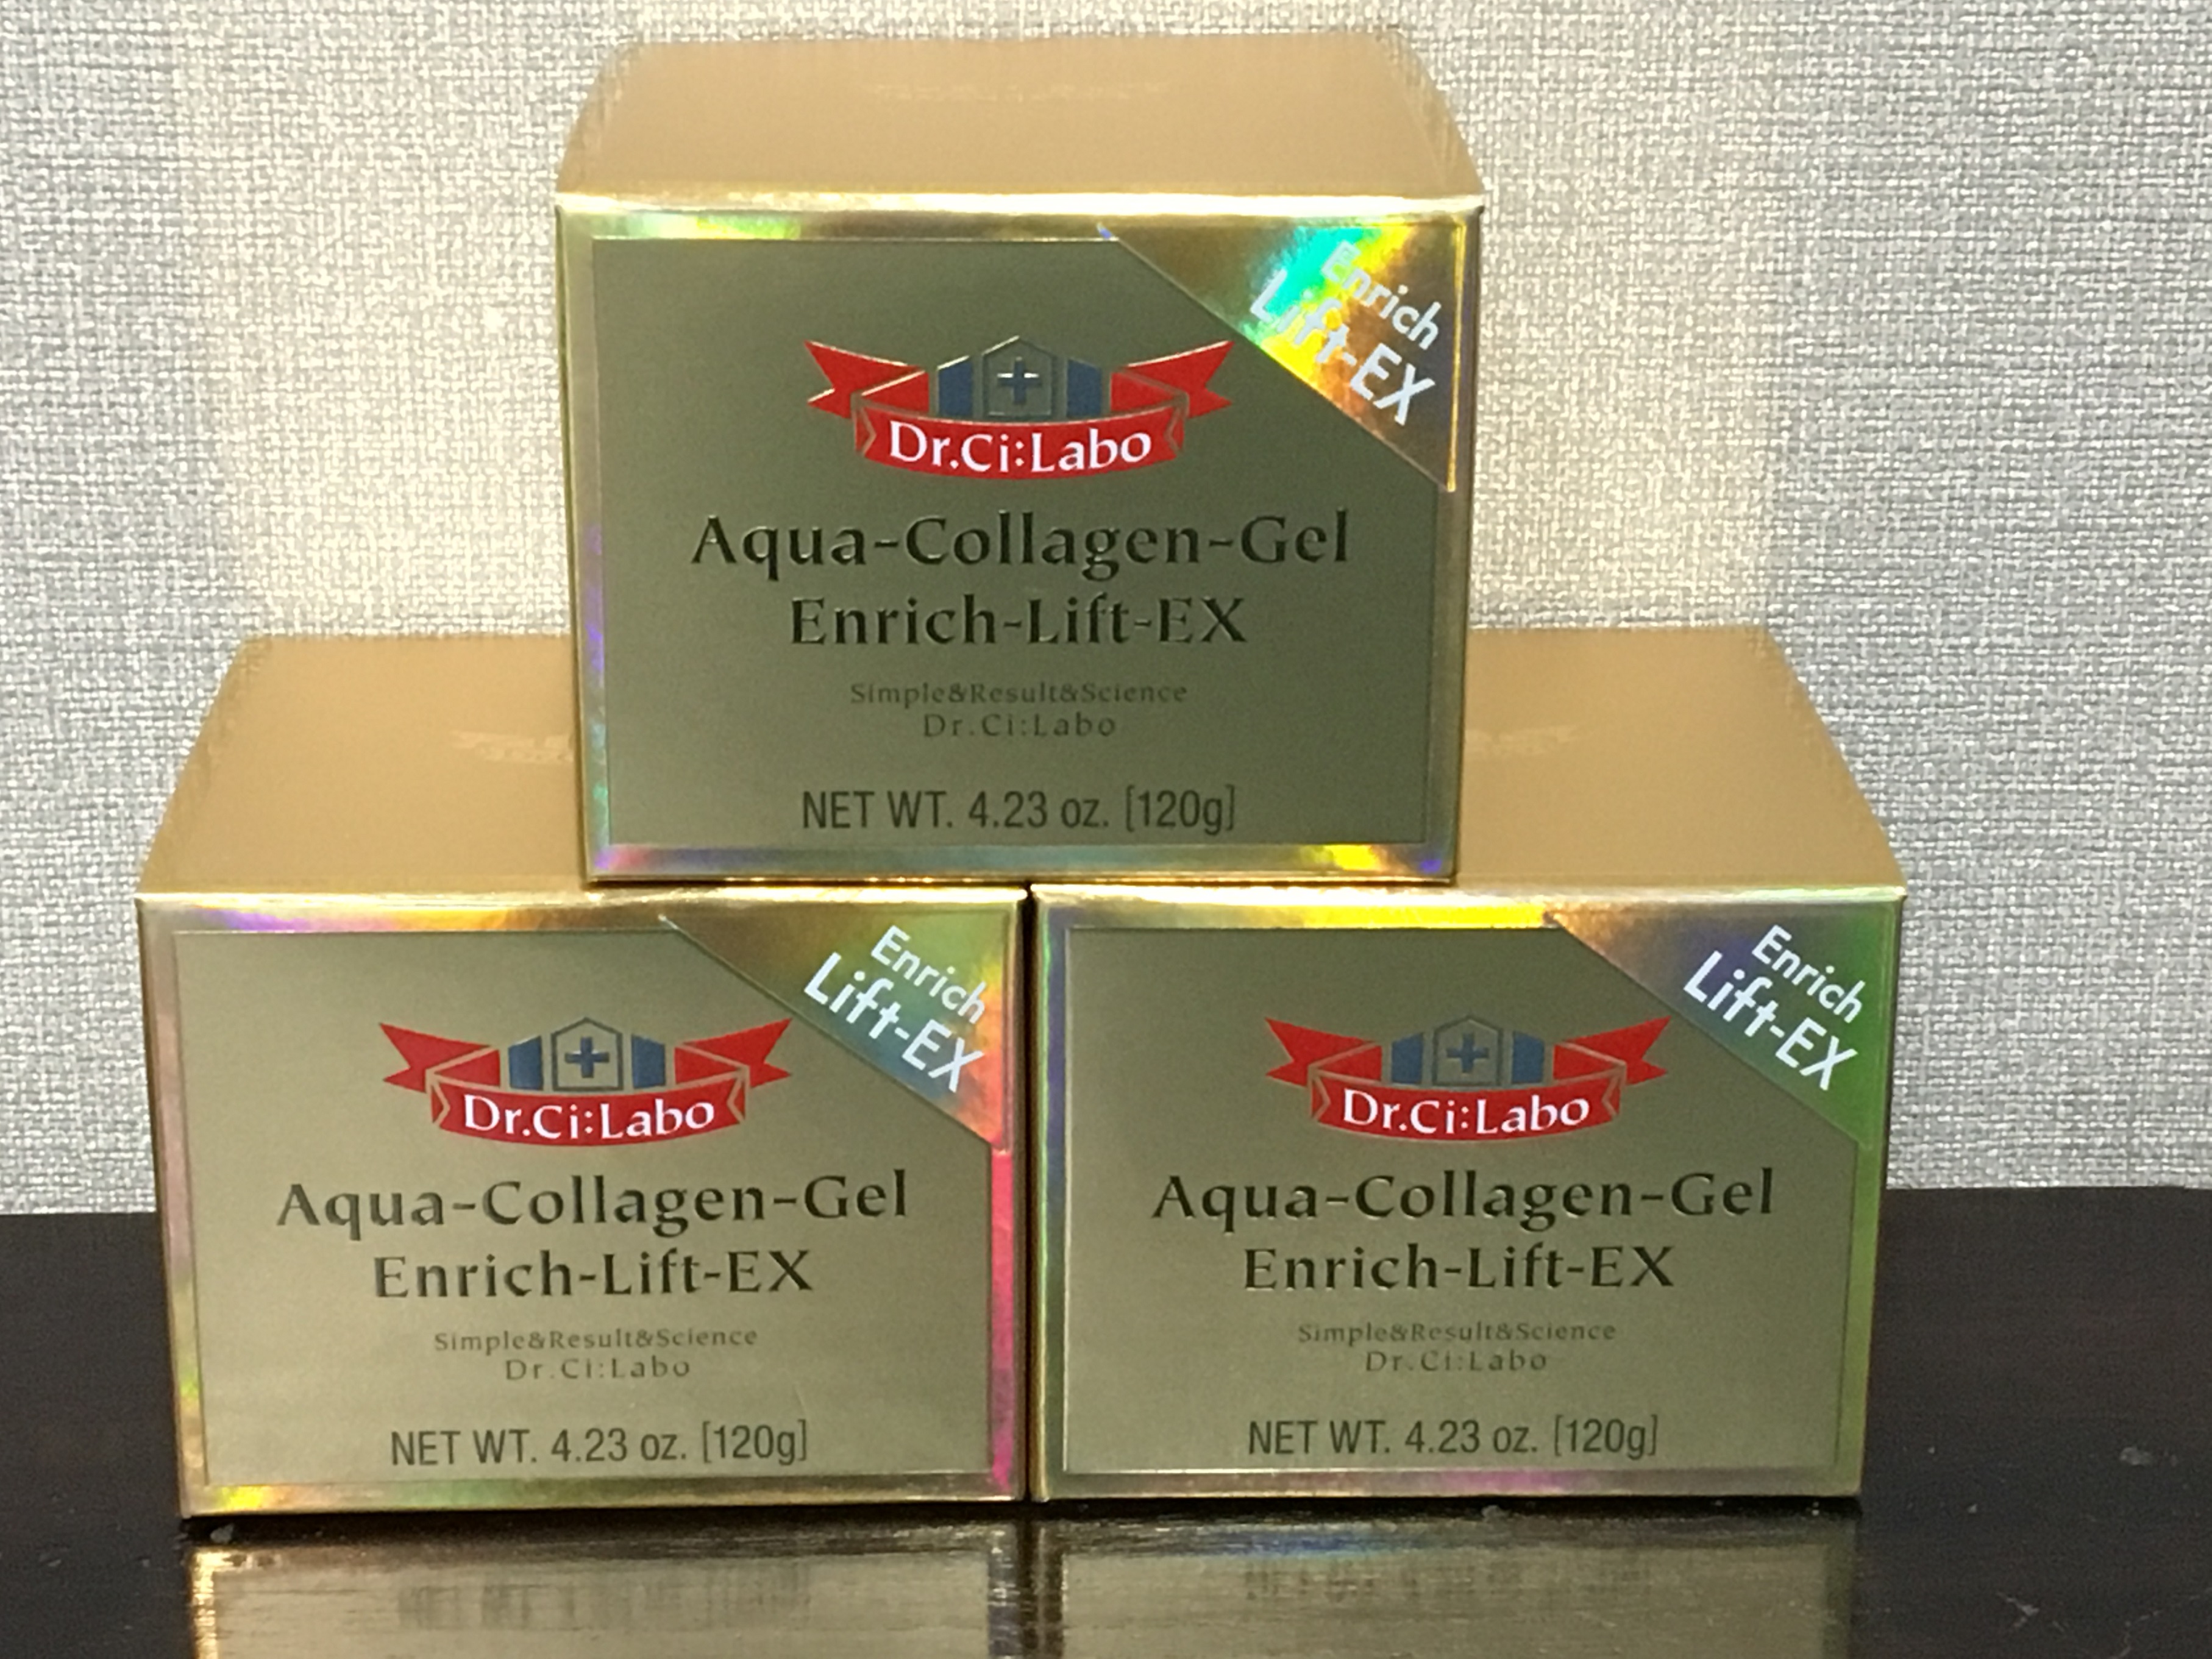 Enrich
Lift-EX
Dr.Ci:Labo
Aqua-Collagen-Gel
Enrich-Lift-EX
Simple&Result&Science
Dr.Ci:Labo
NET WT. 4.23 oz. [120g]
Enrich
Lift-EX
Dr.Ci:Labo
Aqua-Collagen-Gel
Enrich-Lift-EX
Simple&Result&Science
Dr.Ci:Labo
NET WT. 4.23 oz. [120g]
Enrich
Lift-EX
Dr.Ci:Labo
Aqua-Collagen-Gel
Enrich-Lift-EX
Simple&Result&Science
Dr.Ci:Labo
NET WT. 4.23 oz. [120g]